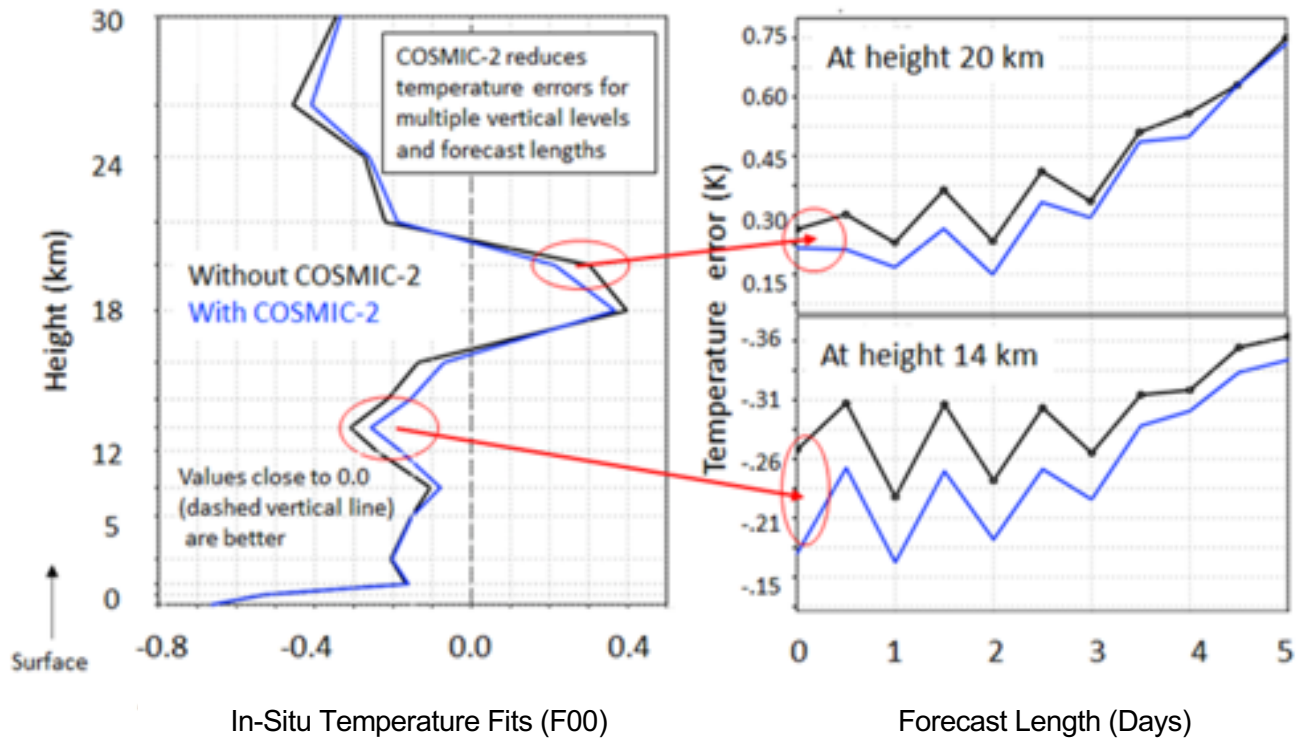 30
24
18
12
5
0
Height (km)
Surface
COSMIC-2 reduces
temperature errors for
multiple vertical levels
and forecast lengths
Without COSMIC-2
With COSMIC-2
Values close to 0.0
(dashed vertical line)
are better
-0.8
-0.4
0.0
0.4
In-Situ Temperature Fits (F00)
Temperature error (K)
0.75
0.60
0.45
0.30
0.15
At height 20 km
-.36
-.31
-.26
-.21
-.15
At height 14 km
0
1
2
3
4
5
Forecast Length (Days)